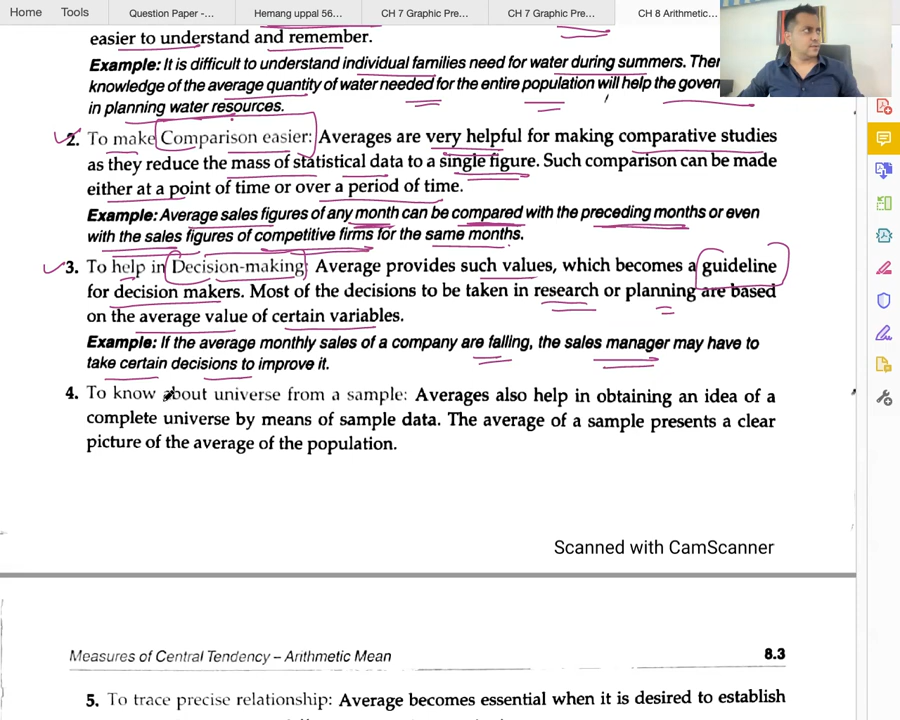 Home Tools Question Paper -... Hemang uppal 56... CH 7 Graphic Pre... CH 7 Graphic Pre... CH 8 Arithmetic...
easier to understand and remember.
Example: It is difficult to understand individual families need for water during summers. Ther
knowledge of the average quantity of water needed for the entire population will help the gover
in planning water resources.
2. To make Comparison easier: Averages are very helpful for making comparative studies
as they reduce the mass of statistical data to a single figure. Such comparison can be made
either at a point of time or over a period of time.
Example: Average sales figures of any month can be compared with the preceding months or even
with the sales figures of competitive firms for the same months.
3. To help in Decision-making: Average provides such values, which becomes a guideline
for decision makers. Most of the decisions to be taken in research or planning are based
on the average value of certain variables.
Example: If the average monthly sales of a company are falling, the sales manager may have to
take certain decisions to improve it.
4. To know about universe from a sample: Averages also help in obtaining an idea of a
complete universe by means of sample data. The average of a sample presents a clear
picture of the average of the population.
Scanned with CamScanner
Measures of Central Tendency – Arithmetic Mean 8.3
5. To trace precise relationship: Average becomes essential when it is desired to establish